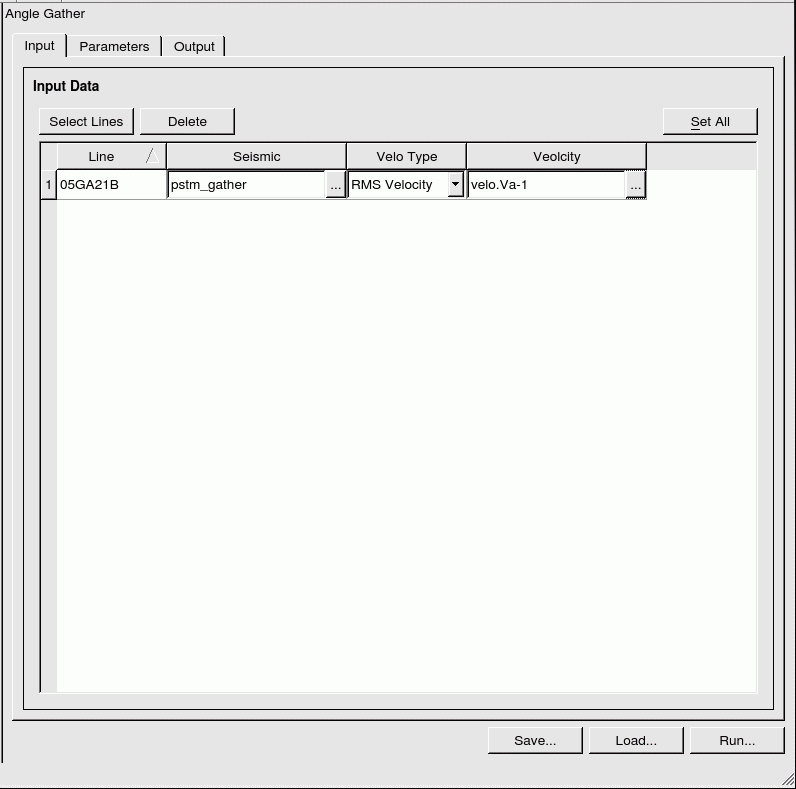 Angle Gather
Input Parameters Output
Input Data
Select Lines Delete Set All
Line Seismic Velo Type Veolcity
1 05GA21B pstm_gather ... RMS Velocity velo.Va-1 ...
Save... Load... Run...